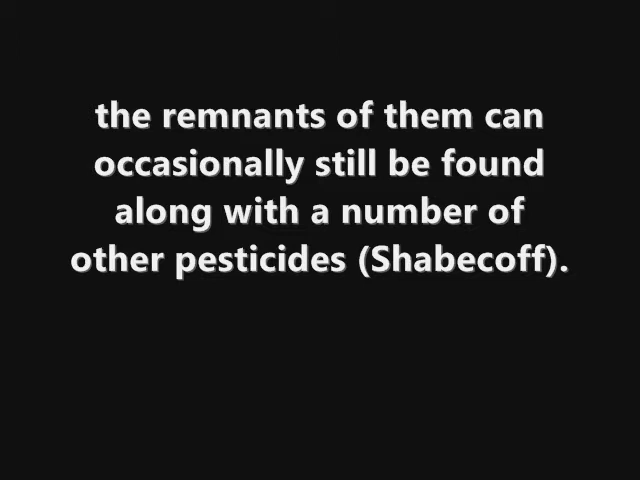 the remnants of them can
occasionally still be found
along with a number of
other pesticides (Shabecoff).